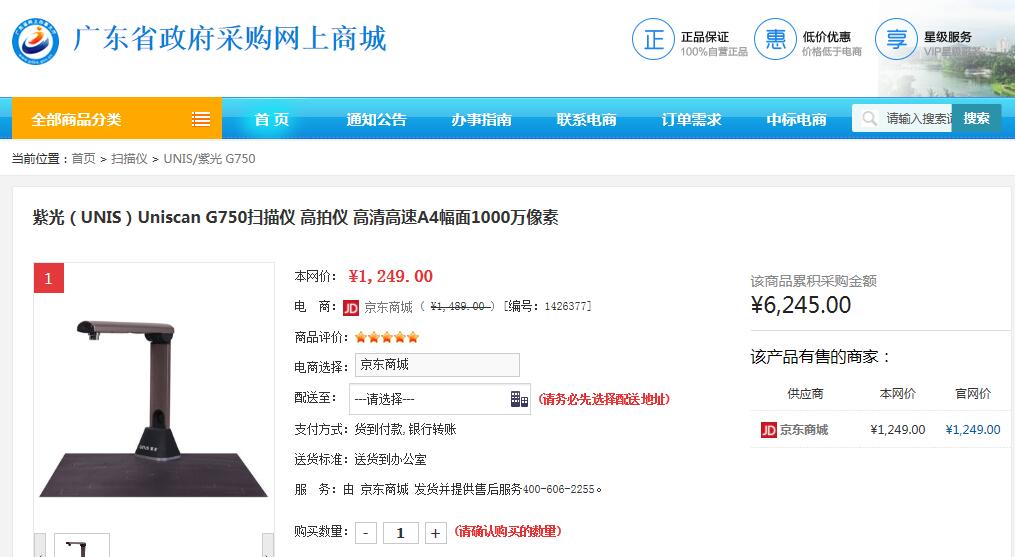 广东省政府采购网上商城
正 正品保证
100%自营正品
惠 低价优惠
价格低于电商
享 星级服务
VIP星级服务
全部商品分类 首 页 通知公告 办事指南 联系电商 订单需求 中标电商 请输入搜索词 搜索
当前位置：首页 > 扫描仪 > UNIS/紫光 G750
紫光（UNIS）Uniscan G750扫描仪 高拍仪 高清高速A4幅面1000万像素
1
本网价： ¥1,249.00
电 商： JD 京东商城 ( ¥1,489.00 ) [编号：1426377]
商品评价：
电商选择： 京东商城
配送至： ---请选择--- (请务必先选择配送地址)
支付方式：货到付款,银行转账
送货标准：送货到办公室
服 务：由 京东商城 发货并提供售后服务400-606-2255。
购买数量： - 1 + (请确认购买的数量)
该商品累积采购金额
¥6,245.00
该产品有售的商家：
供应商 本网价 官网价
JD 京东商城 ¥1,249.00 ¥1,249.00